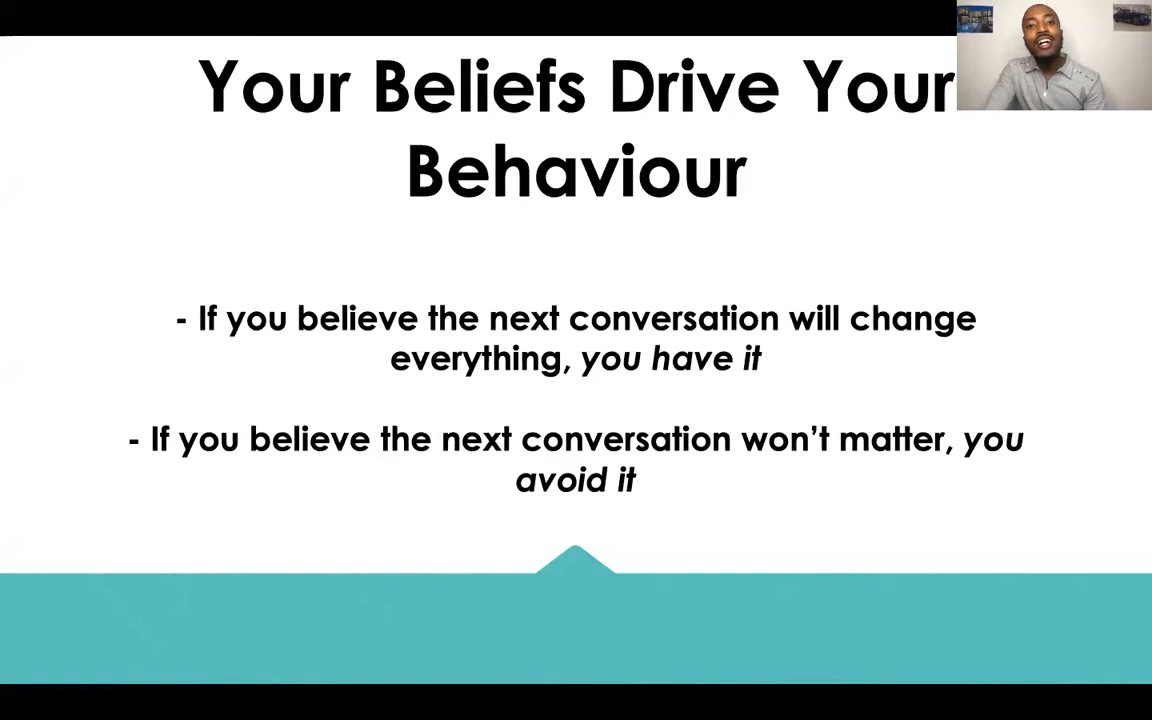 Your Beliefs Drive Your
Behaviour
- If you believe the next conversation will change
everything, you have it
- If you believe the next conversation won't matter, you
avoid it